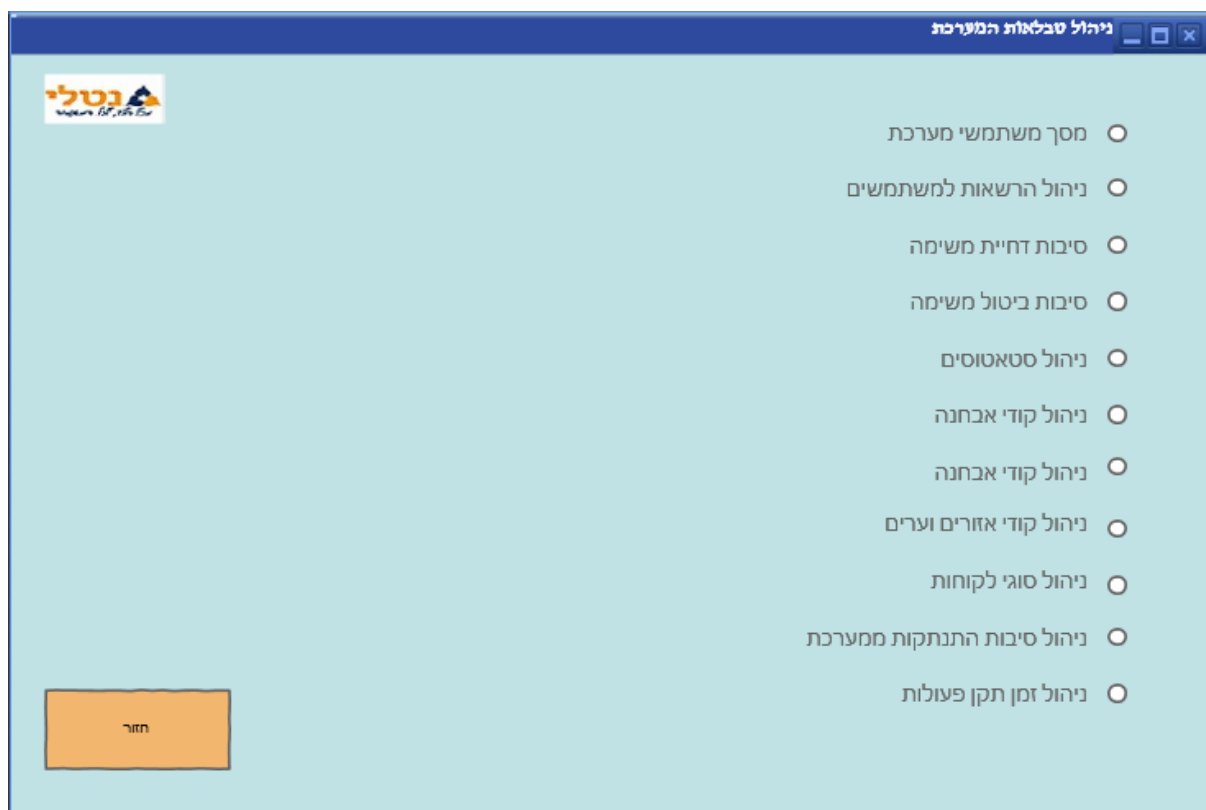 ניהול טבלאות המערכת
נטלי
מסך משתמשי מערכת
ניהול הרשאות למשתמשים
סיבות דחיית משימה
סיבות ביטול משימה
ניהול סטאטוסים
ניהול קודי אבחנה
ניהול קודי אבחנה
ניהול קודי אזורים וערים
ניהול סוגי לקוחות
ניהול סיבות התנתקות ממערכת
ניהול זמן תקן פעולות
חזור